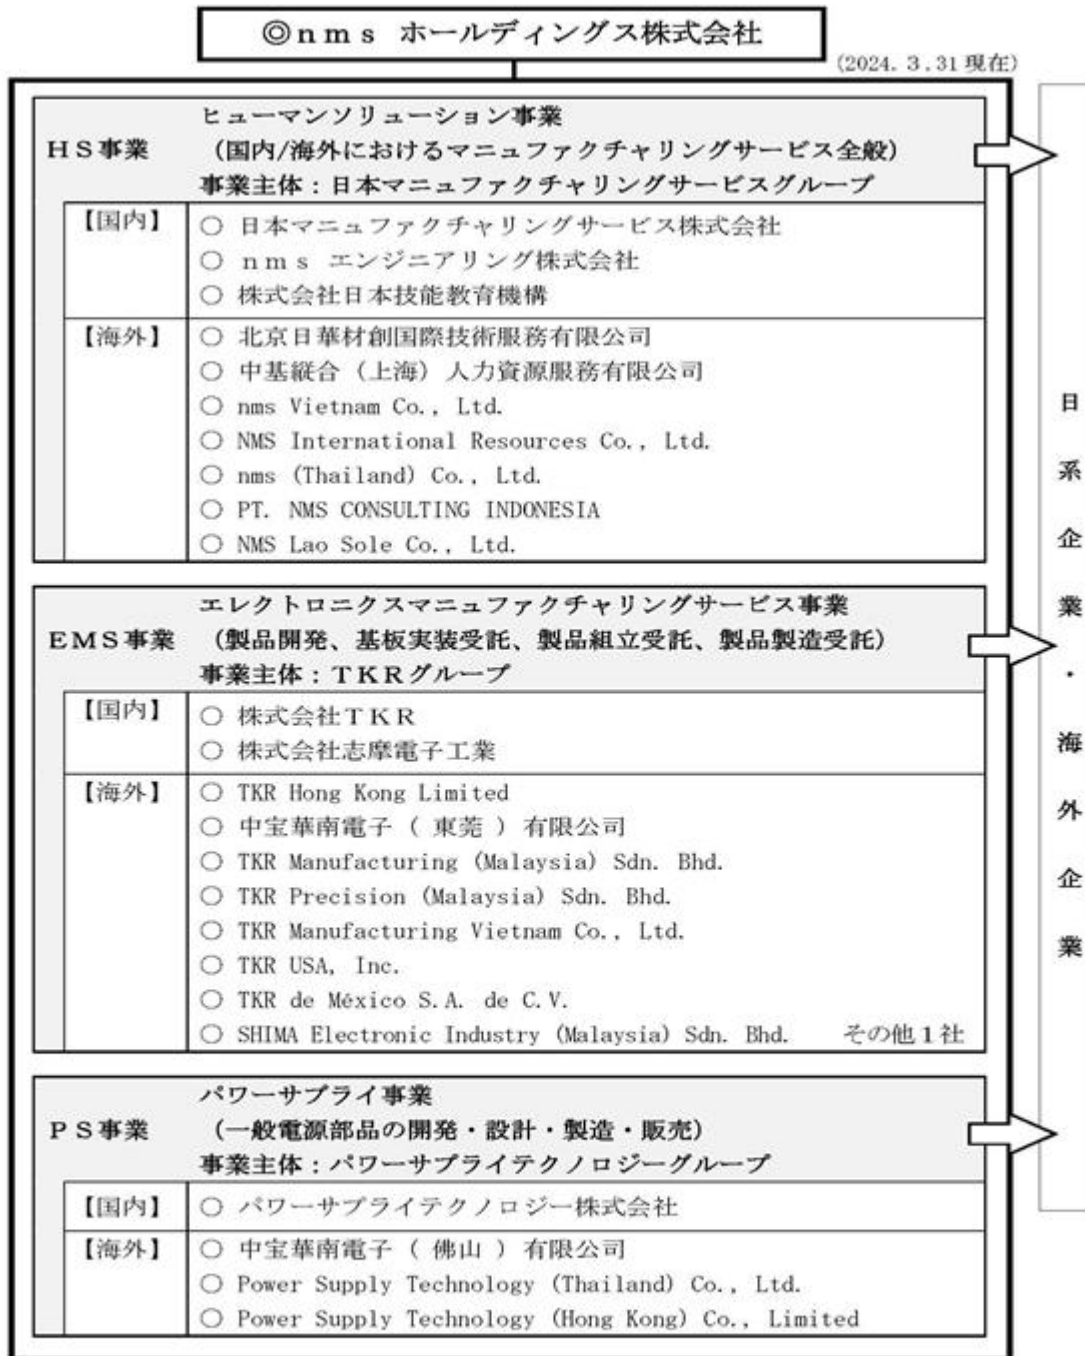 ◎ｎｍｓ ホールディングス株式会社
(2024. 3.31 現在)
ヒューマンソリューション事業
ＨＳ事業 （国内/海外におけるマニュファクチャリングサービス全般）
事業主体：日本マニュファクチャリングサービスグループ
【国内】 ○ 日本マニュファクチャリングサービス株式会社
○ ｎｍｓ エンジニアリング株式会社
○ 株式会社日本技能教育機構
【海外】 ○ 北京日華材創国際技術服務有限公司
○ 中基縦合（上海）人力資源服務有限公司
○ nms Vietnam Co., Ltd.
○ NMS International Resources Co., Ltd.
○ nms (Thailand) Co., Ltd.
○ PT. NMS CONSULTING INDONESIA
○ NMS Lao Sole Co., Ltd.
エレクトロニクスマニュファクチャリングサービス事業
ＥＭＳ事業 （製品開発、基板実装受託、製品組立受託、製品製造受託）
事業主体：ＴＫＲグループ
【国内】 ○ 株式会社ＴＫＲ
○ 株式会社志摩電子工業
【海外】 ○ TKR Hong Kong Limited
○ 中宝華南電子（ 東莞 ）有限公司
○ TKR Manufacturing (Malaysia) Sdn. Bhd.
○ TKR Precision (Malaysia) Sdn. Bhd.
○ TKR Manufacturing Vietnam Co., Ltd.
○ TKR USA, Inc.
○ TKR de México S.A. de C.V.
○ SHIMA Electronic Industry (Malaysia) Sdn. Bhd. その他１社
パワーサプライ事業
ＰＳ事業 （一般電源部品の開発・設計・製造・販売）
事業主体：パワーサプライテクノロジーグループ
【国内】 ○ パワーサプライテクノロジー株式会社
【海外】 ○ 中宝華南電子（ 佛山 ）有限公司
○ Power Supply Technology (Thailand) Co., Ltd.
○ Power Supply Technology (Hong Kong) Co., Limited
日系企業・海外企業